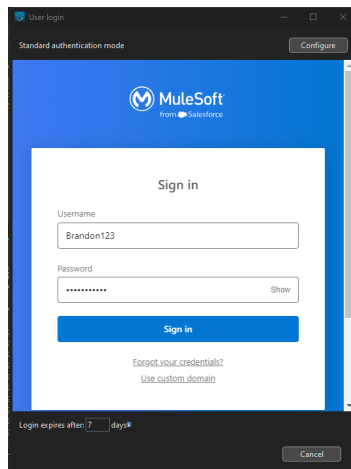 User login
Standard authentication mode
Configure
MuleSoft
from Salesforce
Sign in
Username
Brandon123
Password
•••••••••••
Show
Sign in
Forgot your credentials?
Use custom domain
Login expires after: 7 days
Cancel